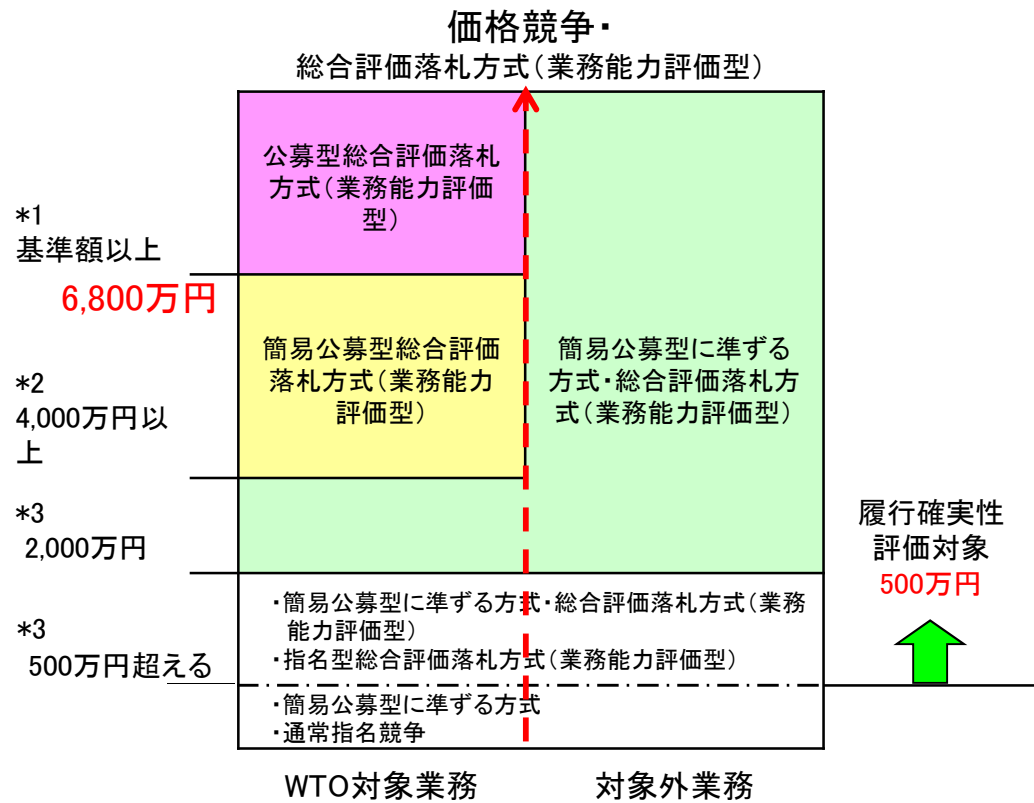 価格競争・
総合評価落札方式（業務能力評価型）
公募型総合評価落札
方式（業務能力評価
型）
*1
基準額以上
6,800万円
簡易公募型総合評価
落札方式（業務能力
評価型）
簡易公募型に準ずる
方式・総合評価落札方
式（業務能力評価型）
*2
4,000万円以
上
*3
2,000万円
履行確実性
評価対象
500万円
・簡易公募型に準ずる方式・総合評価落札方式（業務
能力評価型）
・指名型総合評価落札方式（業務能力評価型）
*3
500万円超える
・簡易公募型に準ずる方式
・通常指名競争
WTO対象業務
対象外業務